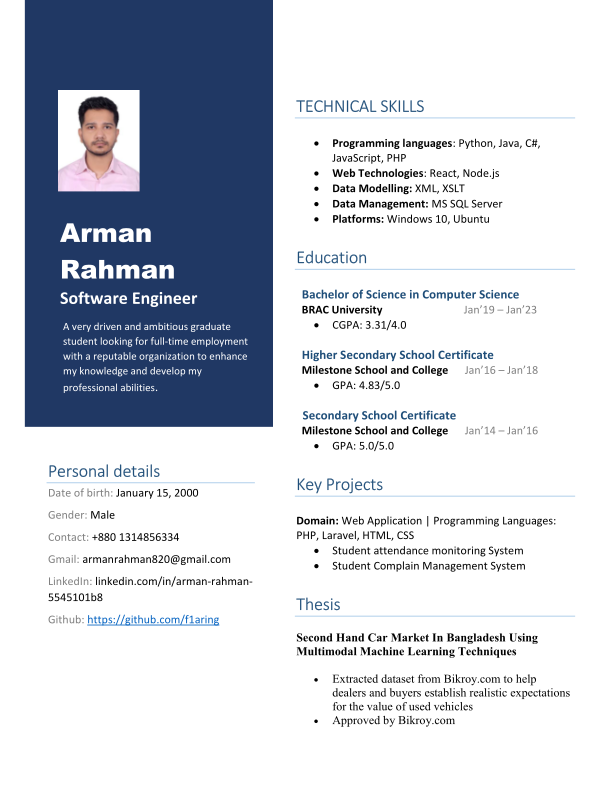 Arman
Rahman
Software Engineer
A very driven and ambitious graduate
student looking for full-time employment
with a reputable organization to enhance
my knowledge and develop my
professional abilities.
Personal details
Date of birth: January 15, 2000
Gender: Male
Contact: +880 1314856334
Gmail: armanrahman820@gmail.com
LinkedIn: linkedin.com/in/arman-rahman-
5545101b8
Github: https://github.com/f1aring
TECHNICAL SKILLS
• Programming languages: Python, Java, C#,
JavaScript, PHP
• Web Technologies: React, Node.js
• Data Modelling: XML, XSLT
• Data Management: MS SQL Server
• Platforms: Windows 10, Ubuntu
Education
Bachelor of Science in Computer Science
BRAC University Jan’19 – Jan’23
• CGPA: 3.31/4.0
Higher Secondary School Certificate
Milestone School and College Jan’16 – Jan’18
• GPA: 4.83/5.0
Secondary School Certificate
Milestone School and College Jan’14 – Jan’16
• GPA: 5.0/5.0
Key Projects
Domain: Web Application | Programming Languages:
PHP, Laravel, HTML, CSS
• Student attendance monitoring System
• Student Complain Management System
Thesis
Second Hand Car Market In Bangladesh Using
Multimodal Machine Learning Techniques
• Extracted dataset from Bikroy.com to help
dealers and buyers establish realistic expectations
for the value of used vehicles
• Approved by Bikroy.com